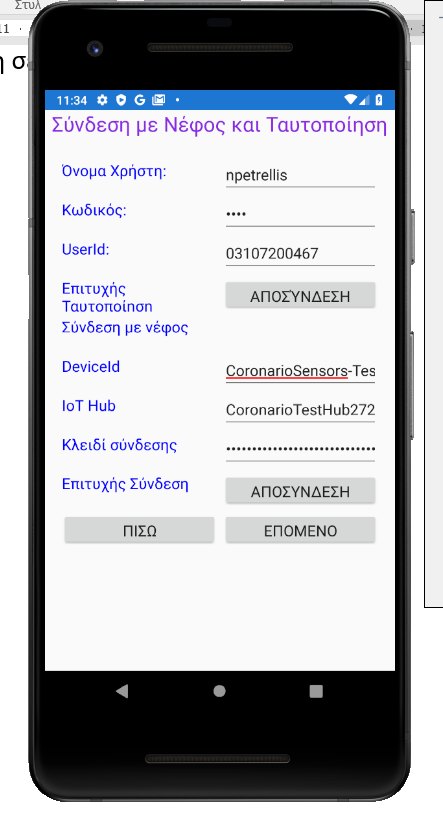 Στυλ
11
η σ
11:34
Σύνδεση με Νέφος και Ταυτοποίηση
Όνομα Χρήστη: npetrellis
Κωδικός: ••••
UserId: 03107200467
Επιτυχής
Ταυτοποίηση
ΑΠΟΣΎΝΔΕΣΗ
Σύνδεση με νέφος
DeviceId CoronarioSensors-Tes
IoT Hub CoronarioTestHub272
Κλειδί σύνδεσης ••••••••••••••••••••••••••••
Επιτυχής Σύνδεση ΑΠΟΣΥΝΔΕΣΗ
ΠΙΣΩ ΕΠΟΜΕΝΟ